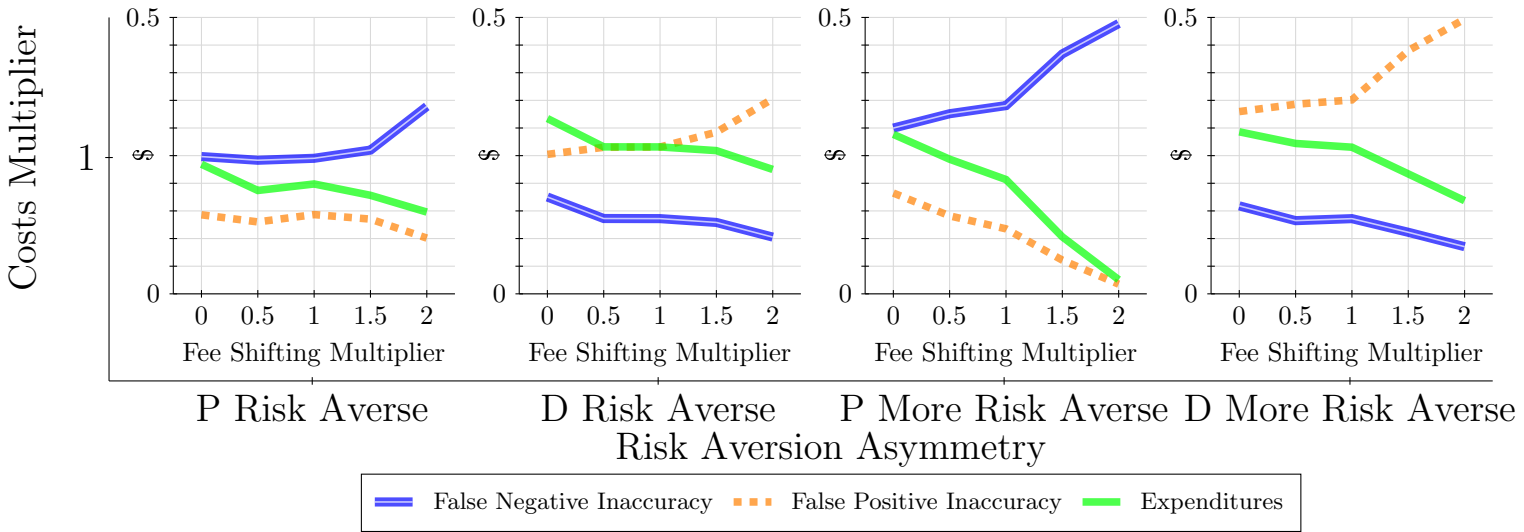 Costs Multiplier
1
0.5
0
$
0 0.5 1 1.5 2
Fee Shifting Multiplier
0.5
0
$
0 0.5 1 1.5 2
Fee Shifting Multiplier
0.5
0
$
0 0.5 1 1.5 2
Fee Shifting Multiplier
0.5
0
$
0 0.5 1 1.5 2
Fee Shifting Multiplier
P Risk Averse
D Risk Averse
P More Risk Averse
D More Risk Averse
Risk Aversion Asymmetry
False Negative Inaccuracy
False Positive Inaccuracy
Expenditures